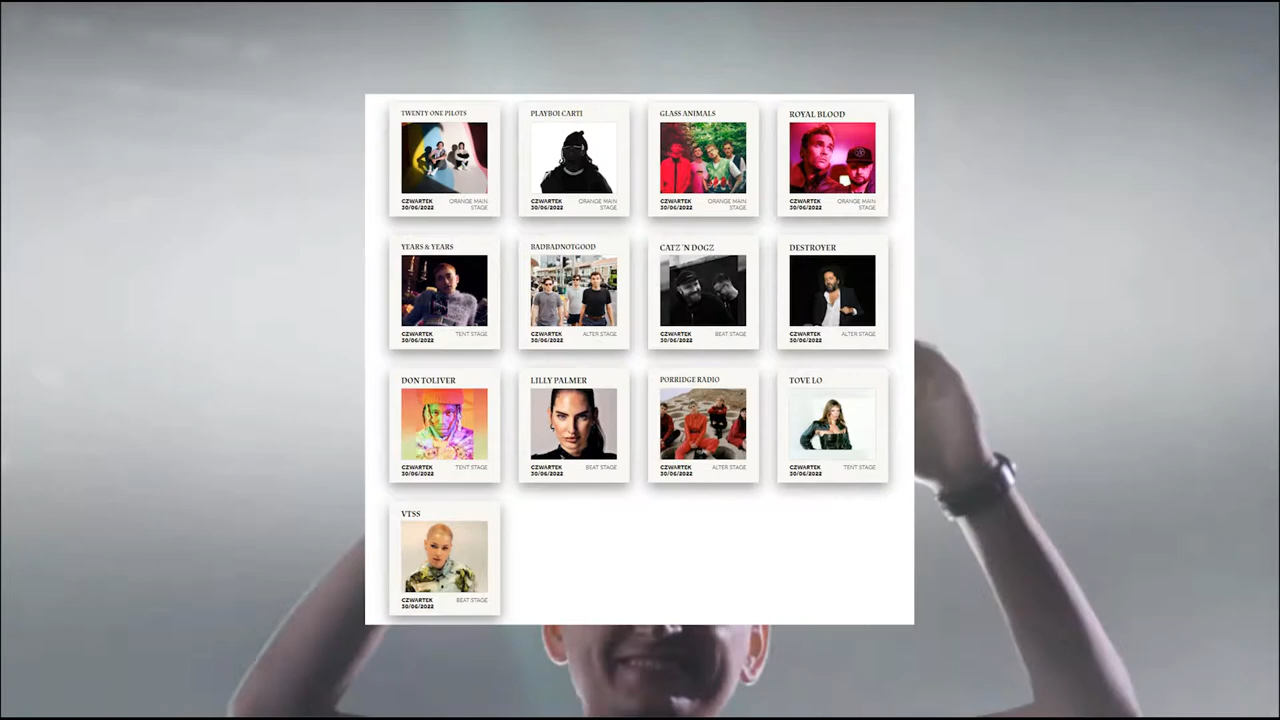 TWENTY ONE PILOTS
CZWARTEK
30/06/2022
ORANGE MAIN
STAGE
PLAYBOI CARTI
CZWARTEK
30/06/2022
ORANGE MAIN
STAGE
GLASS ANIMALS
CZWARTEK
30/06/2022
ORANGE MAIN
STAGE
ROYAL BLOOD
CZWARTEK
30/06/2022
ORANGE MAIN
STAGE
YEARS & YEARS
CZWARTEK
30/06/2022
TENT STAGE
BADBADNOTGOOD
CZWARTEK
30/06/2022
ALTER STAGE
CATZ 'N DOGZ
CZWARTEK
30/06/2022
BEAT STAGE
DESTROYER
CZWARTEK
30/06/2022
ALTER STAGE
DON TOLIVER
CZWARTEK
30/06/2022
TENT STAGE
LILLY PALMER
CZWARTEK
30/06/2022
BEAT STAGE
PORRIDGE RADIO
CZWARTEK
30/06/2022
ALTER STAGE
TOVE LO
CZWARTEK
30/06/2022
TENT STAGE
VTSS
CZWARTEK
30/06/2022
BEAT STAGE